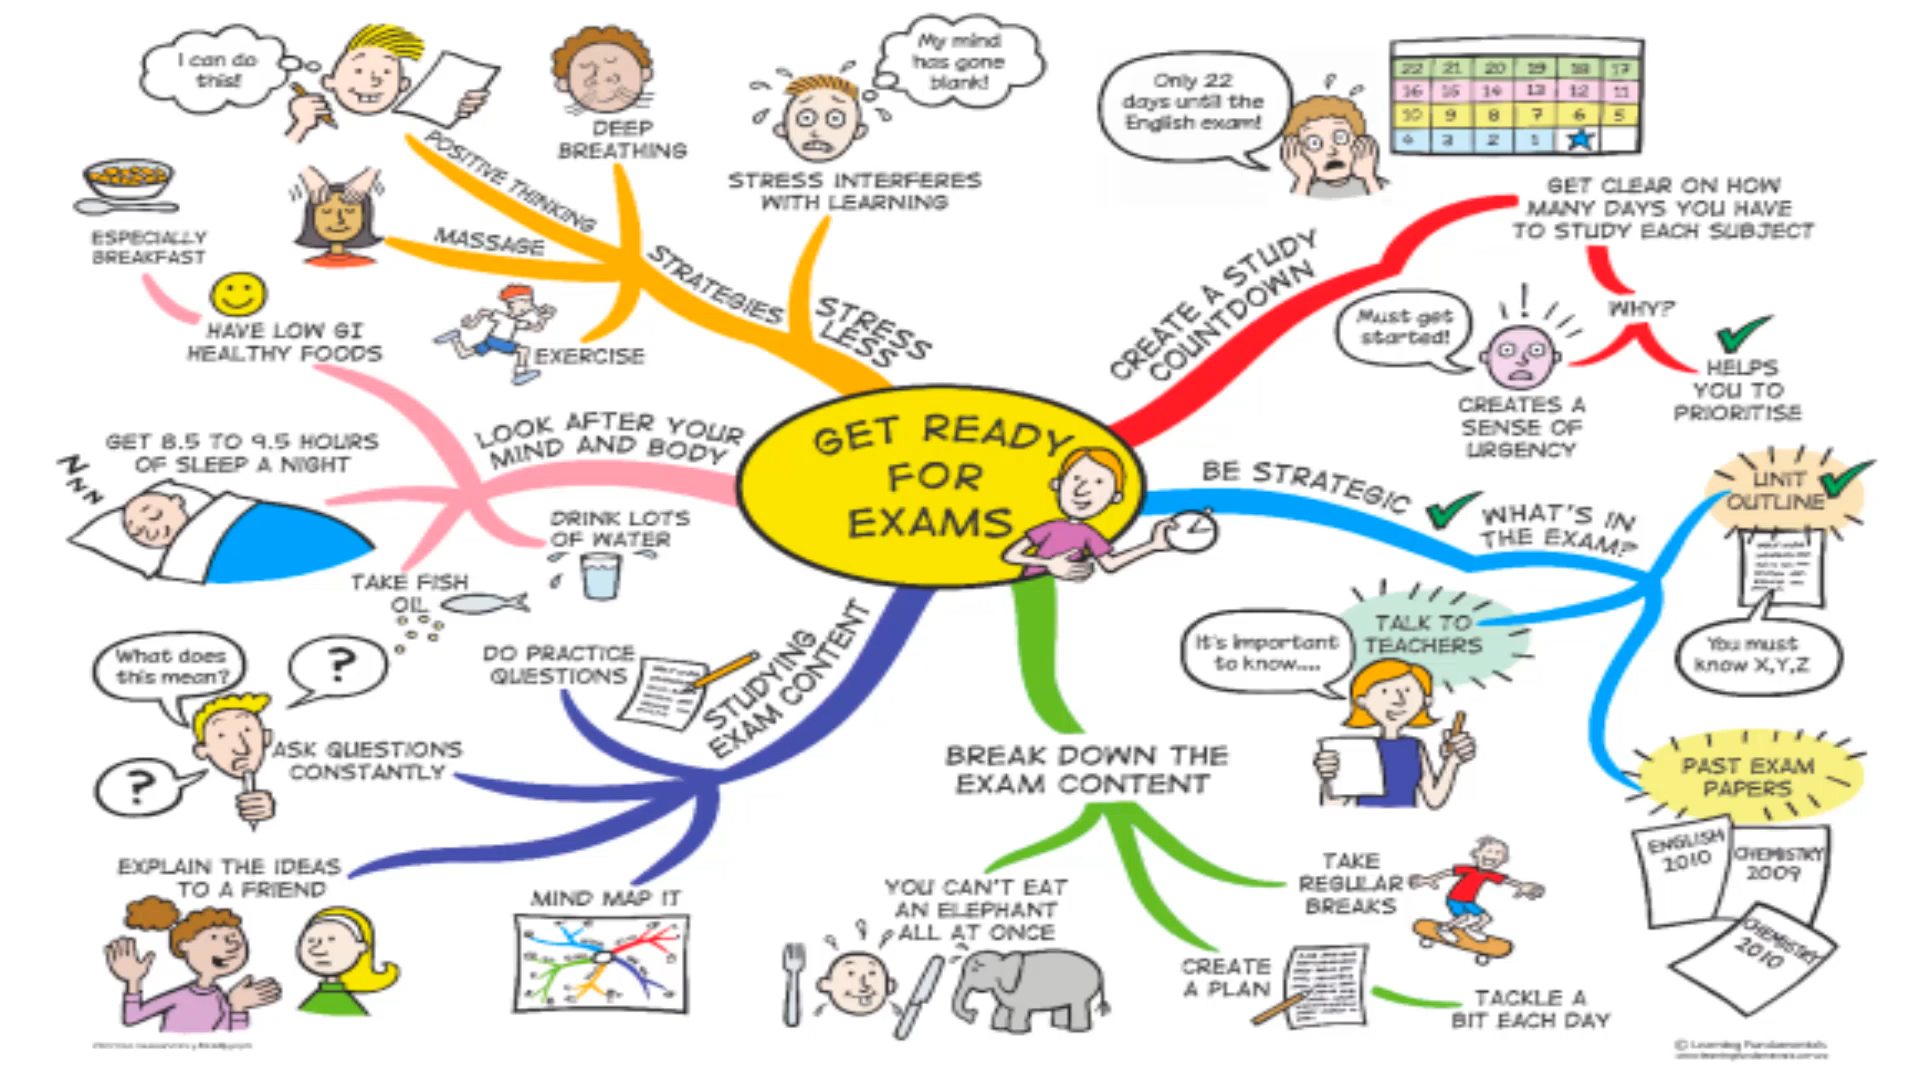 GET READY
FOR
EXAMS
CREATE A STUDY
COUNTDOWN
Only 22
days until the
English exam!
22 21 20 19 18 17
16 15 14 13 12 11
10 9 8 7 6 5
4 3 2 1
GET CLEAR ON HOW
MANY DAYS YOU HAVE
TO STUDY EACH SUBJECT
WHY?
Must get
started!
CREATES A
SENSE OF
URGENCY
HELPS
YOU TO
PRIORITISE
BE STRATEGIC
WHAT'S IN
THE EXAM?
UNIT
OUTLINE
You must
know X,Y,Z
TALK TO
TEACHERS
It's important
to know....
PAST EXAM
PAPERS
ENGLISH
2010
CHEMISTRY
2009
CHEMISTRY
2010
BREAK DOWN THE
EXAM CONTENT
TAKE
REGULAR
BREAKS
CREATE
A PLAN
TACKLE A
BIT EACH DAY
YOU CAN'T EAT
AN ELEPHANT
ALL AT ONCE
STUDYING
EXAM CONTENT
DO PRACTICE
QUESTIONS
ASK QUESTIONS
CONSTANTLY
What does
this mean?
?
?
EXPLAIN THE IDEAS
TO A FRIEND
MIND MAP IT
LOOK AFTER YOUR
MIND AND BODY
DRINK LOTS
OF WATER
TAKE FISH
OIL
GET 8.5 TO 9.5 HOURS
OF SLEEP A NIGHT
ZZZ
HAVE LOW GI
HEALTHY FOODS
ESPECIALLY
BREAKFAST
STRESS
LESS
STRATEGIES
POSITIVE THINKING
I can do
this!
MASSAGE
DEEP
BREATHING
EXERCISE
STRESS INTERFERES
WITH LEARNING
My mind
has gone
blank!
© Learning Fundamentals